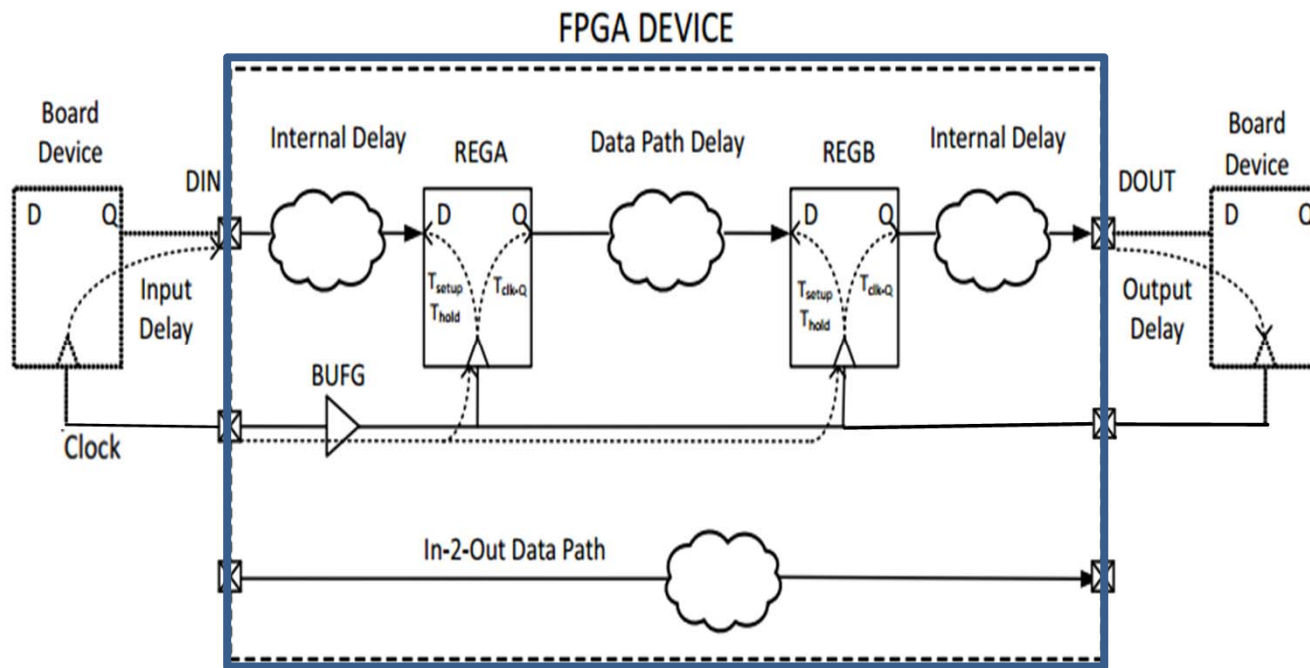 FPGA DEVICE
Board
Device
D Q
Input
Delay
Clock
DIN
Internal Delay
REGA
D Q
Tsetup
Thold
Tclk-Q
BUFG
Data Path Delay
REGB
D Q
Tsetup
Thold
Tclk-Q
Internal Delay
DOUT
Output
Delay
Board
Device
D Q
In-2-Out Data Path